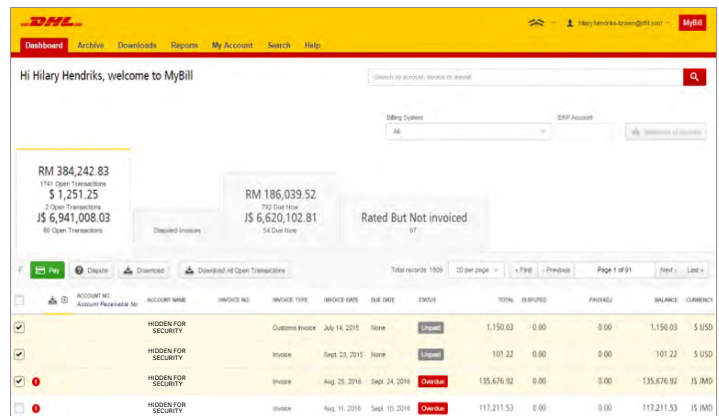 DHL
hilary.hendriks-brown@dhl.com
MyBill
Dashboard Archive Downloads Reports My Account Search Help
Hi Hilary Hendriks, welcome to MyBill
Search by account, invoice or waybill
Billing System ERP Account
All
RM 384,242.83
1741 Open Transactions
$ 1,251.25
2 Open Transactions
J$ 6,941,008.03
66 Open Transactions
Disputed Invoices
RM 186,039.52
792 Due Now
J$ 6,620,102.81
54 Due Now
Rated But Not invoiced
97
Pay Dispute Download Download All Open Transactions Total records: 1809 20 per page « First ‹ Previous Page 1 of 91 Next › Last »
ACCOUNT NO. ACCOUNT NAME INVOICE NO. INVOICE TYPE INVOICE DATE DUE DATE STATUS TOTAL DISPUTED PAID/ADJ BALANCE CURRENCY
Account Receivable No
HIDDEN FOR SECURITY Customs Invoice July 14, 2015 None Unpaid 1,150.03 0.00 0.00 1,150.03 $ USD
HIDDEN FOR SECURITY Invoice Sept. 23, 2015 None Unpaid 101.22 0.00 0.00 101.22 $ USD
HIDDEN FOR SECURITY Invoice Aug. 25, 2016 Sept. 24, 2016 Overdue 135,676.92 0.00 0.00 135,676.92 J$ JMD
HIDDEN FOR SECURITY Invoice Aug. 11, 2016 Sept. 10, 2016 Overdue 117,211.53 0.00 0.00 117,211.53 J$ JMD